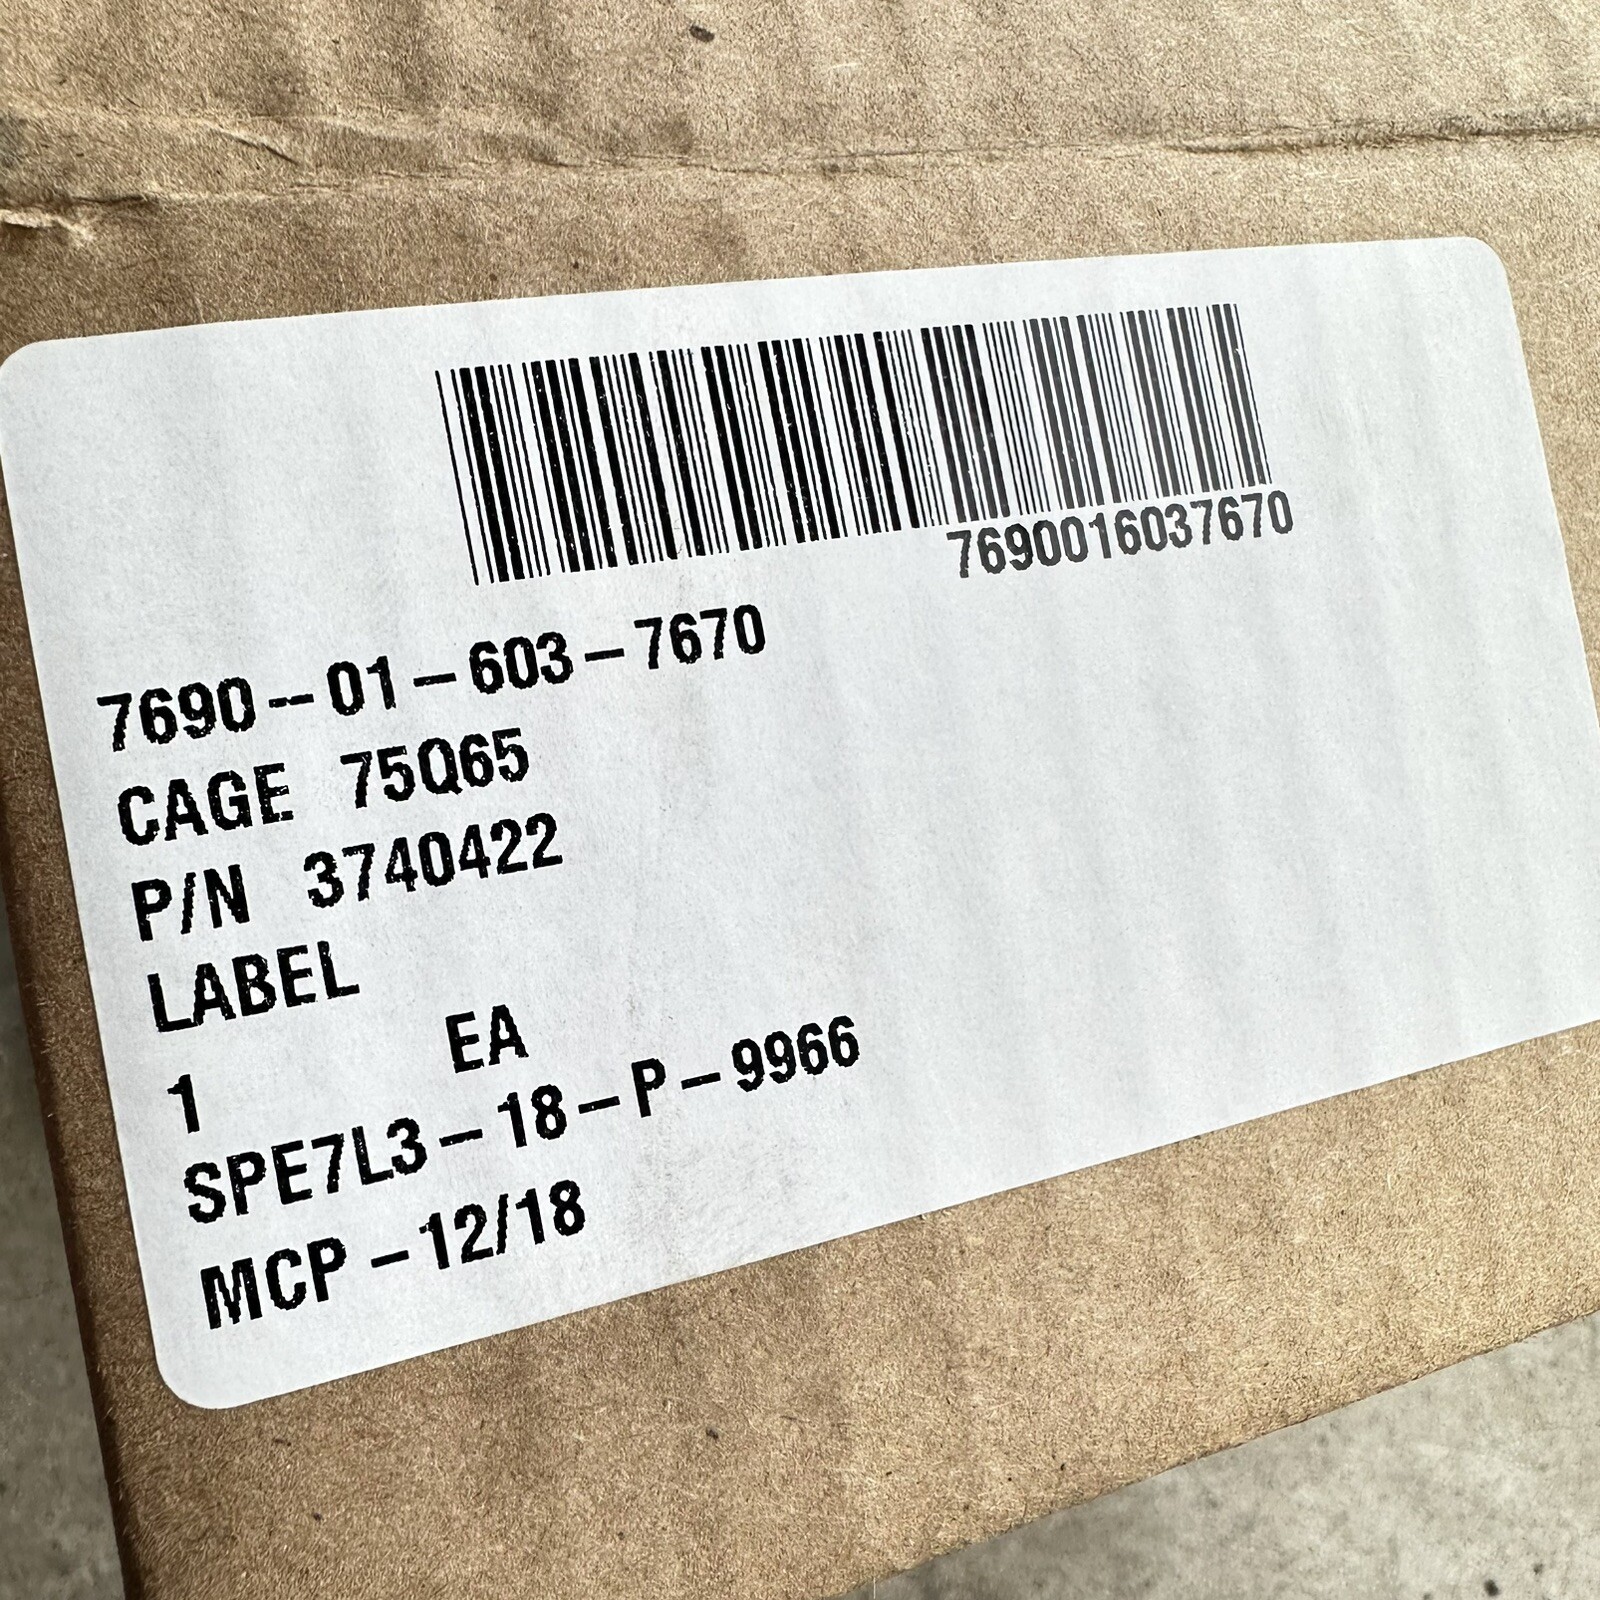 7690016037670
7690-01-603-7670
CAGE 75Q65
P/N 3740422
LABEL
1 EA
SPE7L3-18-P-9966
MCP-12/18